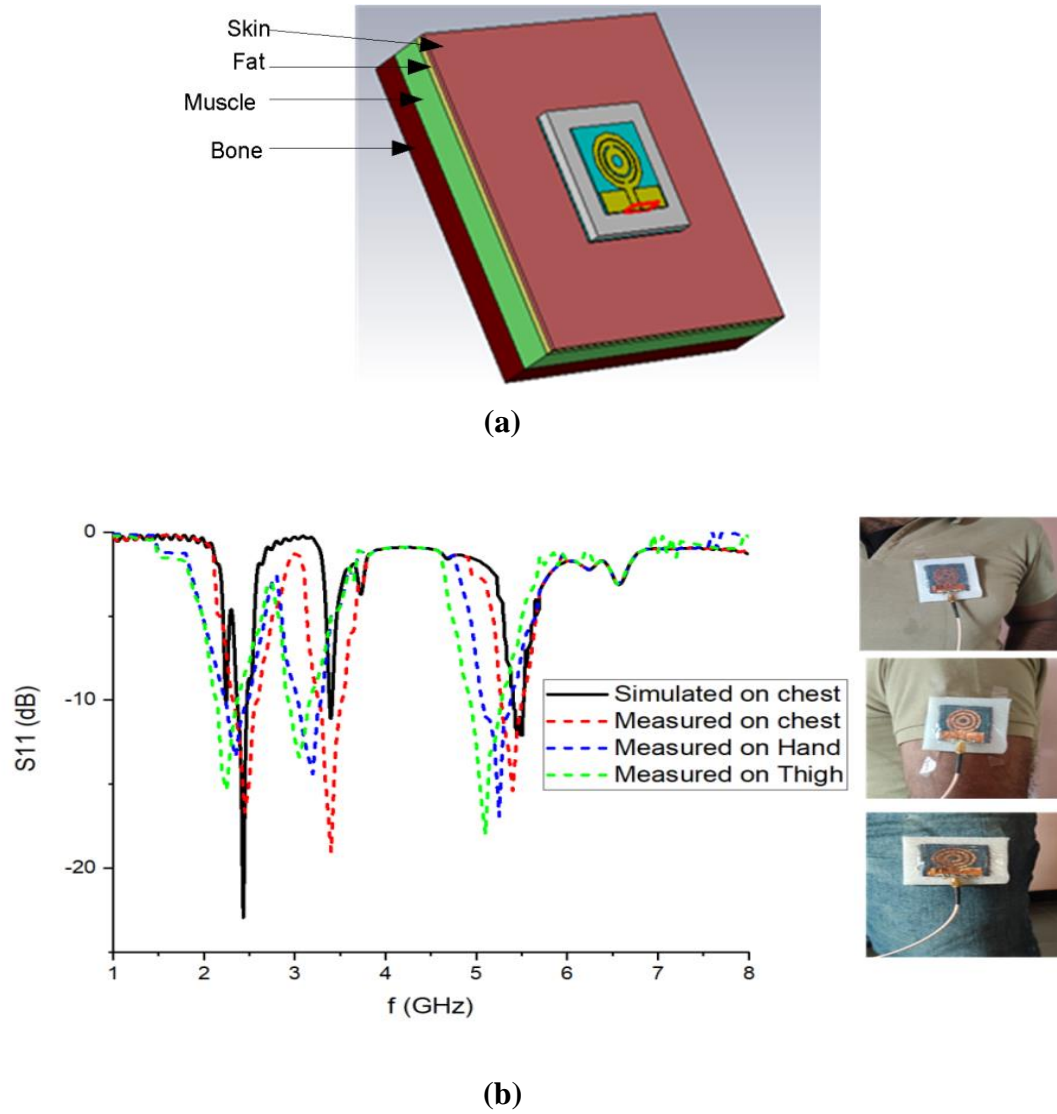 Skin
Fat
Muscle
Bone
(a)
0
-10
-20
S11 (dB)
Simulated on chest
Measured on chest
Measured on Hand
Measured on Thigh
1 2 3 4 5 6 7 8
f (GHz)
(b)